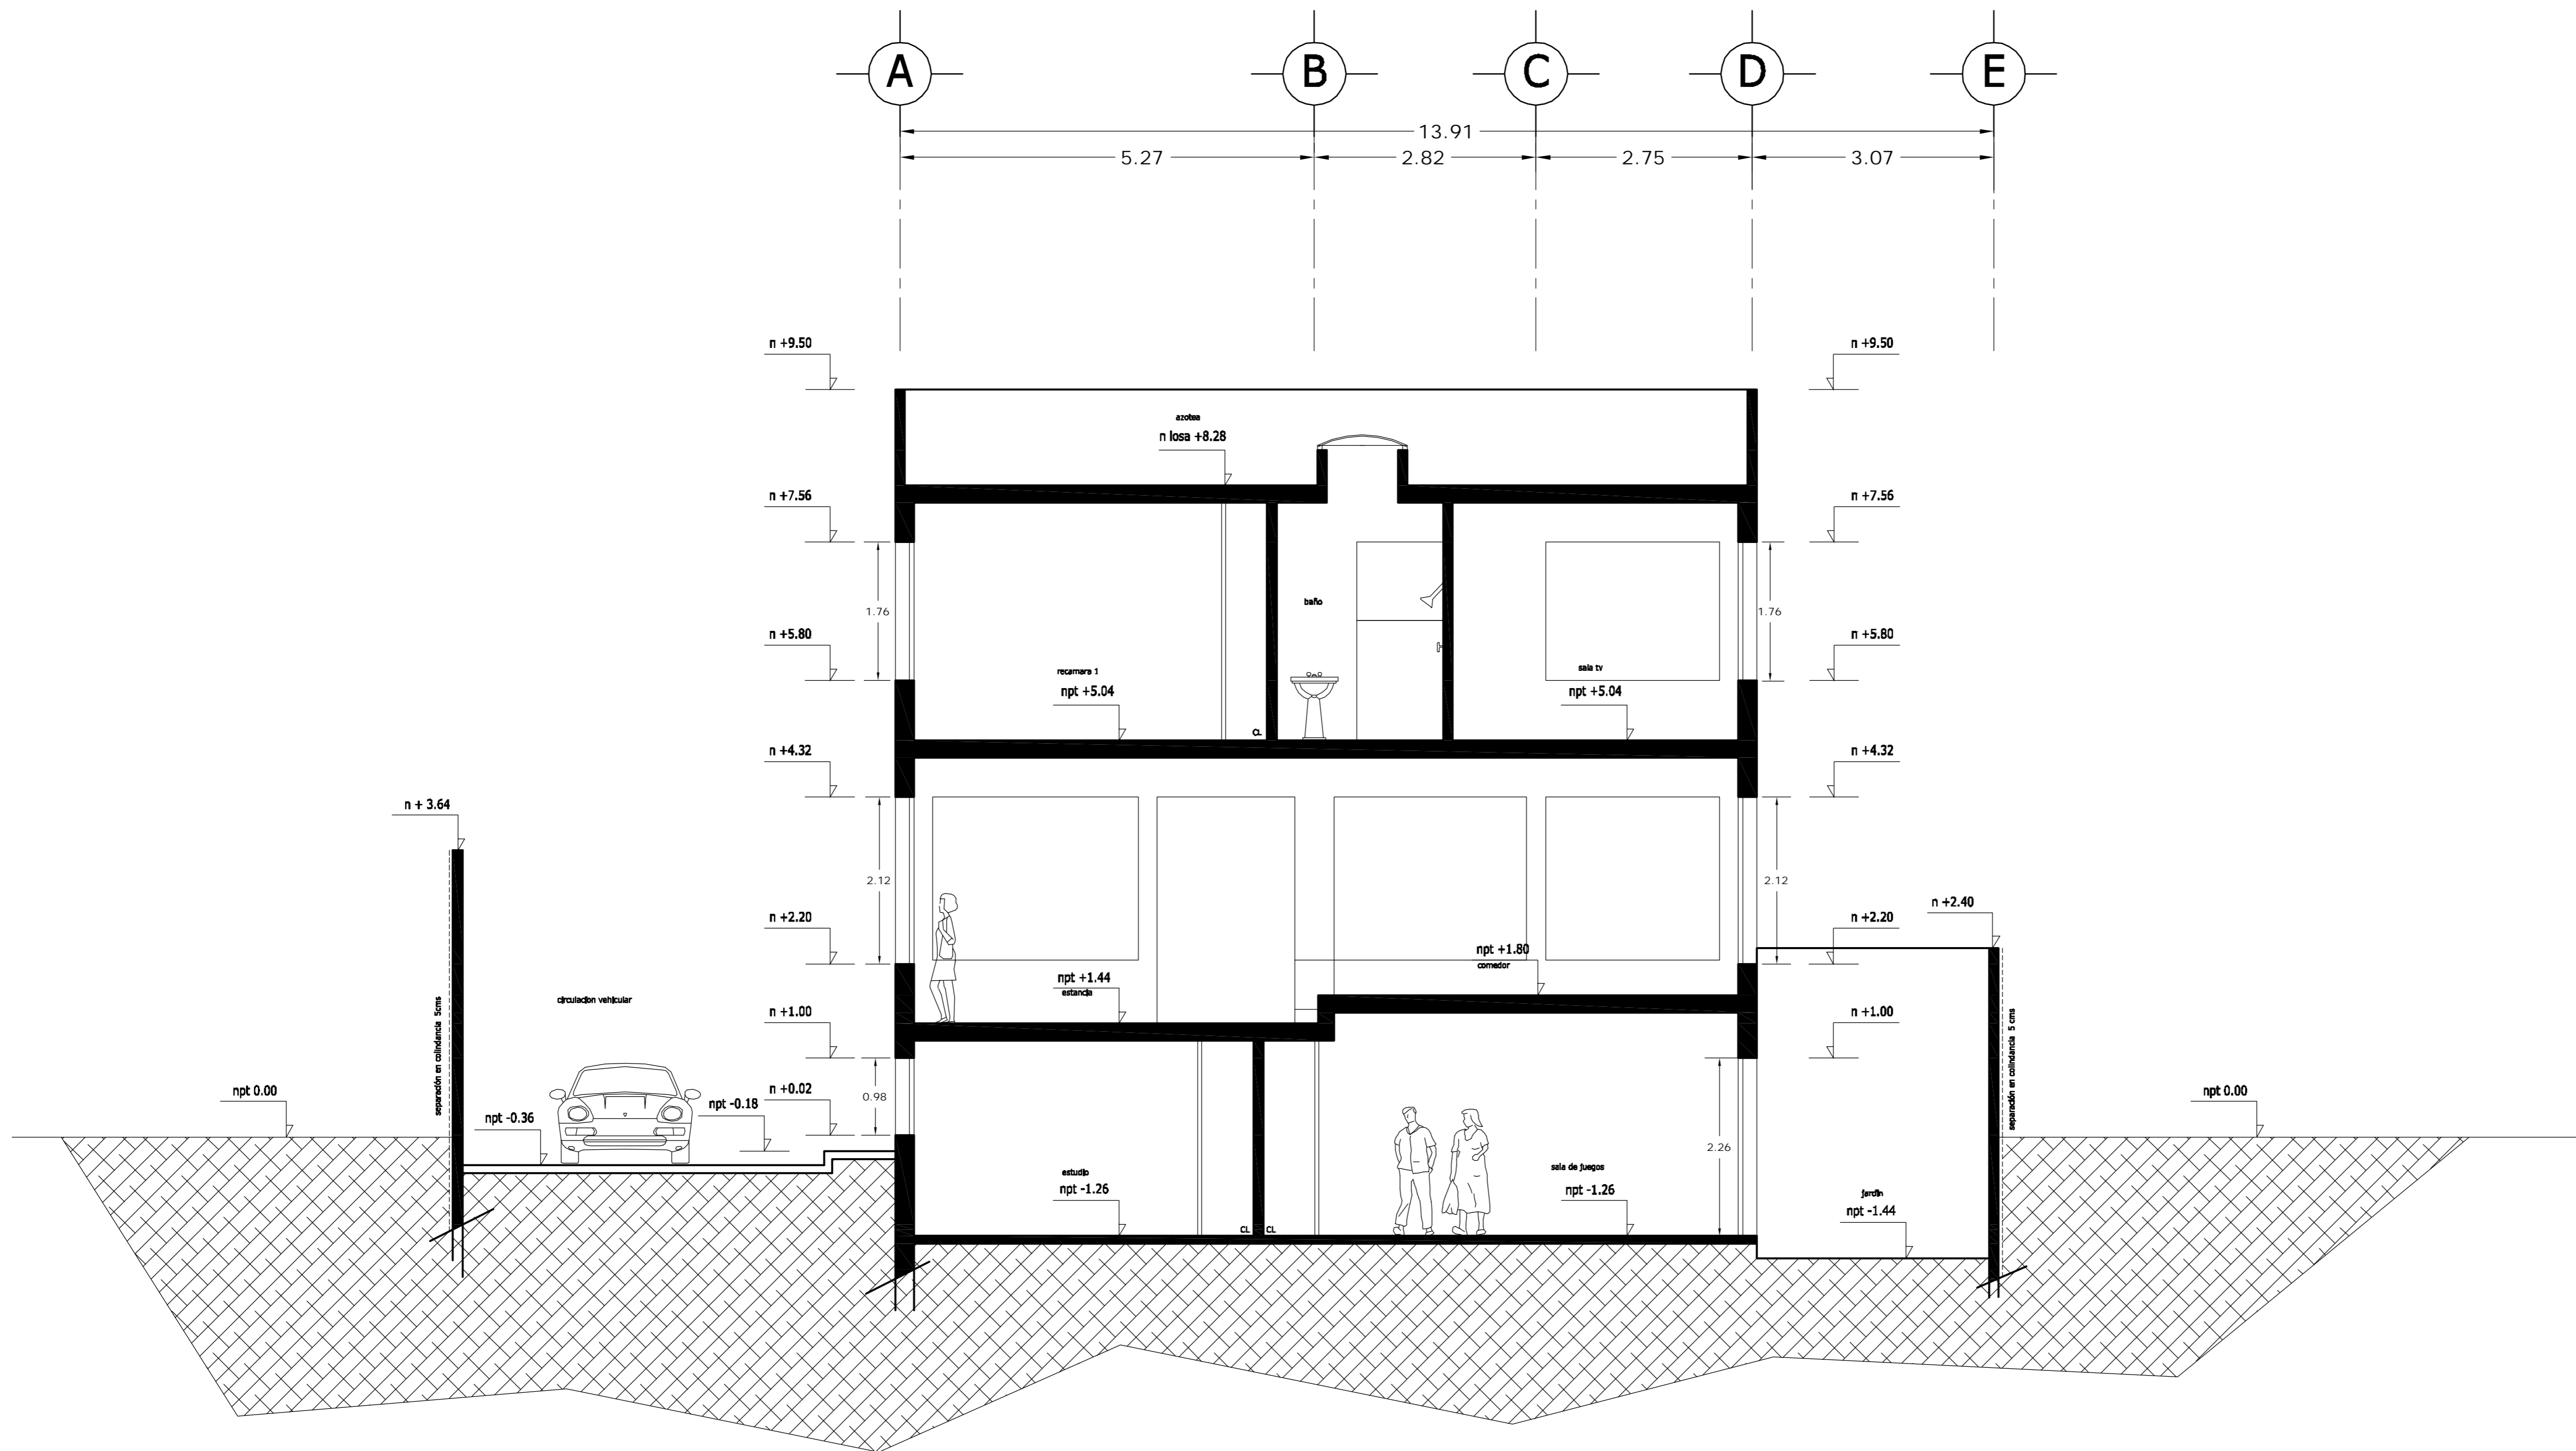 A
B
C
D
E
13.91
5.27
2.82
2.75
3.07
n +9.50
n +9.50
azotea
n losa +8.28
n +7.56
n +7.56
1.76
baño
1.76
n +5.80
n +5.80
recamara 1
npt +5.04
sala tv
npt +5.04
CL
n +4.32
n +4.32
n + 3.64
2.12
2.12
n +2.20
n +2.20
n +2.40
npt +1.80
comedor
npt +1.44
estancia
circulacion vehicular
n +1.00
n +1.00
separación en colindancia 5cms
separación en colindancia 5 cms
npt 0.00
npt -0.36
npt -0.18
n +0.02
0.98
npt 0.00
2.26
estudio
npt -1.26
sala de juegos
npt -1.26
jardin
npt -1.44
CL
CL